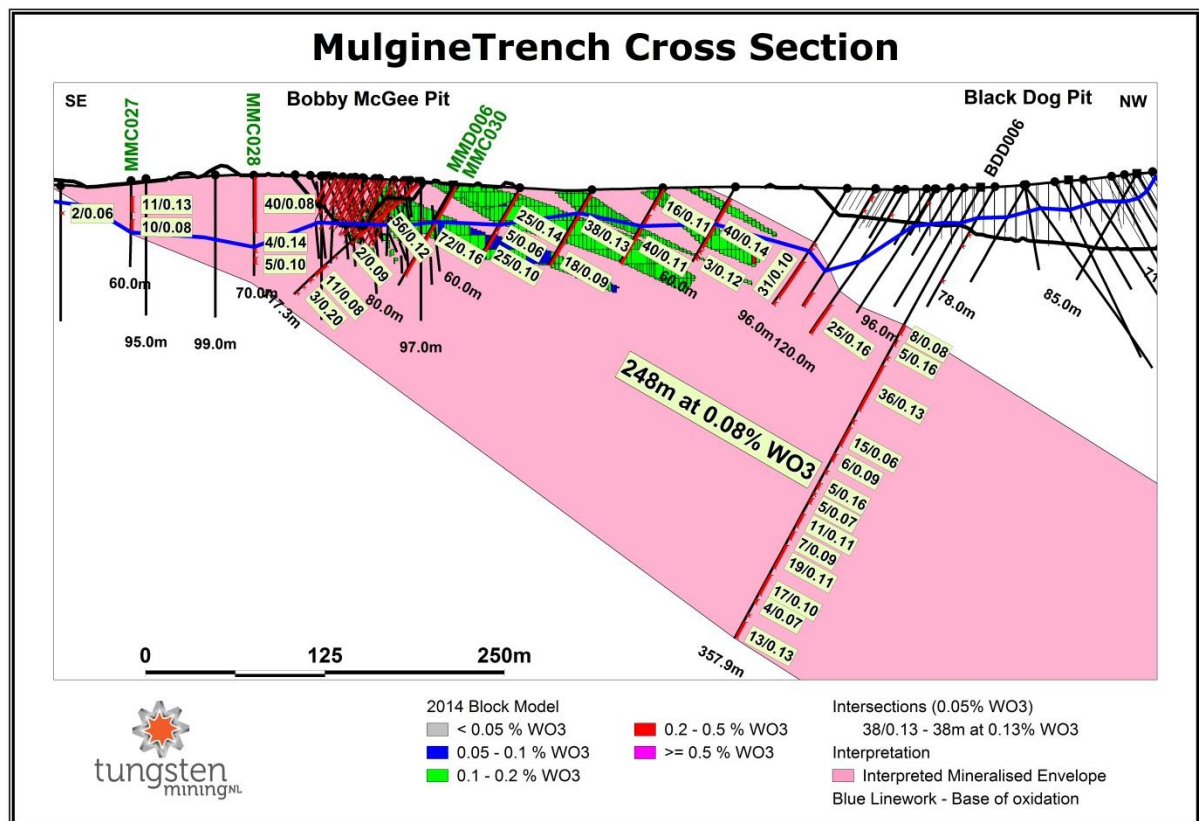 MulgineTrench Cross Section
SE
Bobby McGee Pit
Black Dog Pit
NW
MMC027
MMC028
MMD006
MMC030
BDD006
2/0.06
11/0.13
10/0.08
40/0.08
4/0.14
5/0.10
56/0.12
2/0.09
72/0.16
11/0.08
3/0.20
25/0.14
5/0.06
25/0.10
38/0.13
18/0.09
16/0.11
40/0.14
40/0.11
3/0.12
31/0.10
25/0.16
60.0m
95.0m
99.0m
70.0m
80.0m
60.0m
97.0m
60.0m
96.0m
120.0m
96.0m
78.0m
85.0m
8/0.08
5/0.16
36/0.13
15/0.06
6/0.09
5/0.16
5/0.07
11/0.11
7/0.09
19/0.11
17/0.10
4/0.07
13/0.13
357.9m
248m at 0.08% WO3
0 125 250m
tungsten
mining NL
2014 Block Model
< 0.05 % WO3
0.05 - 0.1 % WO3
0.1 - 0.2 % WO3
0.2 - 0.5 % WO3
>= 0.5 % WO3
Intersections (0.05% WO3)
38/0.13 - 38m at 0.13% WO3
Interpretation
Interpreted Mineralised Envelope
Blue Linework - Base of oxidation